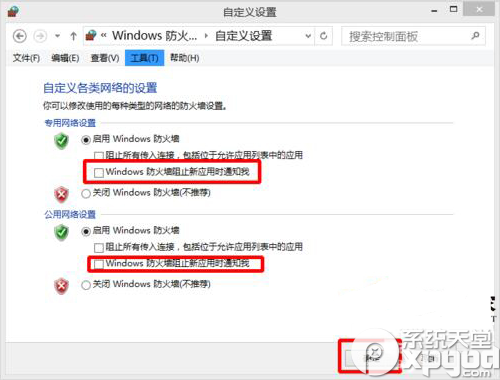 自定义设置
Windows 防火... 自定义设置 搜索控制面板
文件(F) 编辑(E) 查看(V) 工具(T) 帮助(H)
自定义各类网络的设置
你可以修改使用的每种类型的网络的防火墙设置。
专用网络设置
启用 Windows 防火墙
阻止所有传入连接，包括位于允许应用列表中的应用
Windows 防火墙阻止新应用时通知我
关闭 Windows 防火墙(不推荐)
公用网络设置
启用 Windows 防火墙
阻止所有传入连接，包括位于允许应用列表中的应用
Windows 防火墙阻止新应用时通知我
关闭 Windows 防火墙(不推荐)
系统天堂